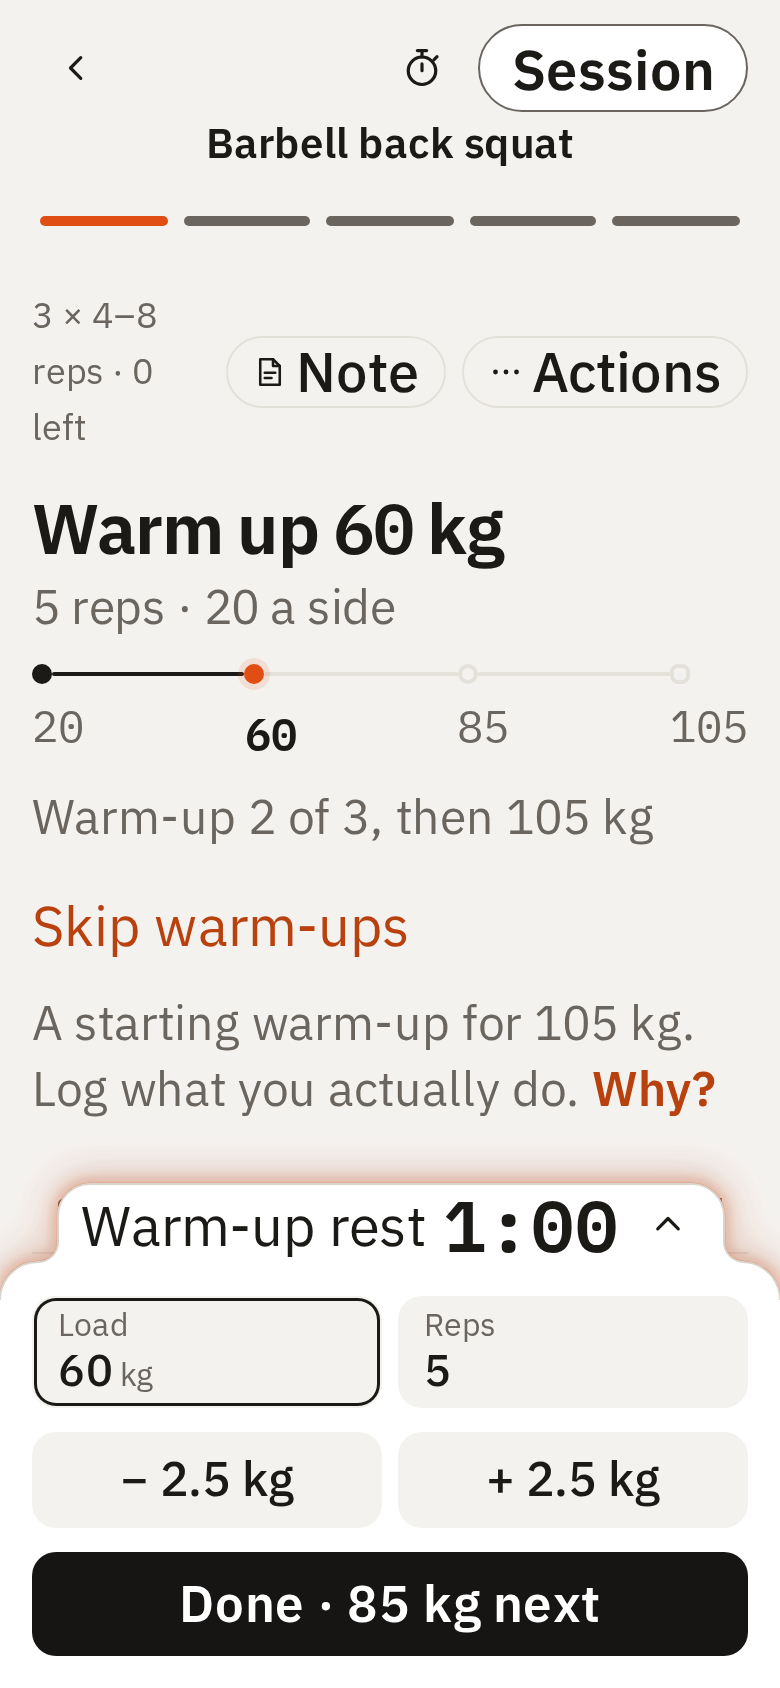 Session
Barbell back squat
3 × 4–8
reps · 0
left
Note
··· Actions
Warm up 60 kg
5 reps · 20 a side
20 60 85 105
Warm-up 2 of 3, then 105 kg
Skip warm-ups
A starting warm-up for 105 kg.
Log what you actually do. Why?
Warm-up rest 1:00
Load
60 kg
Reps
5
− 2.5 kg
+ 2.5 kg
Done · 85 kg next